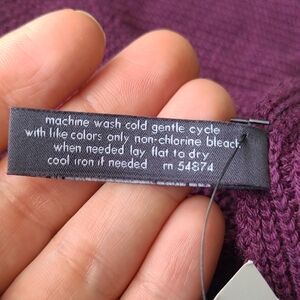 machine wash cold gentle cycle
with like colors only non-chlorine bleach
when needed lay flat to dry
cool iron if needed rn 54874